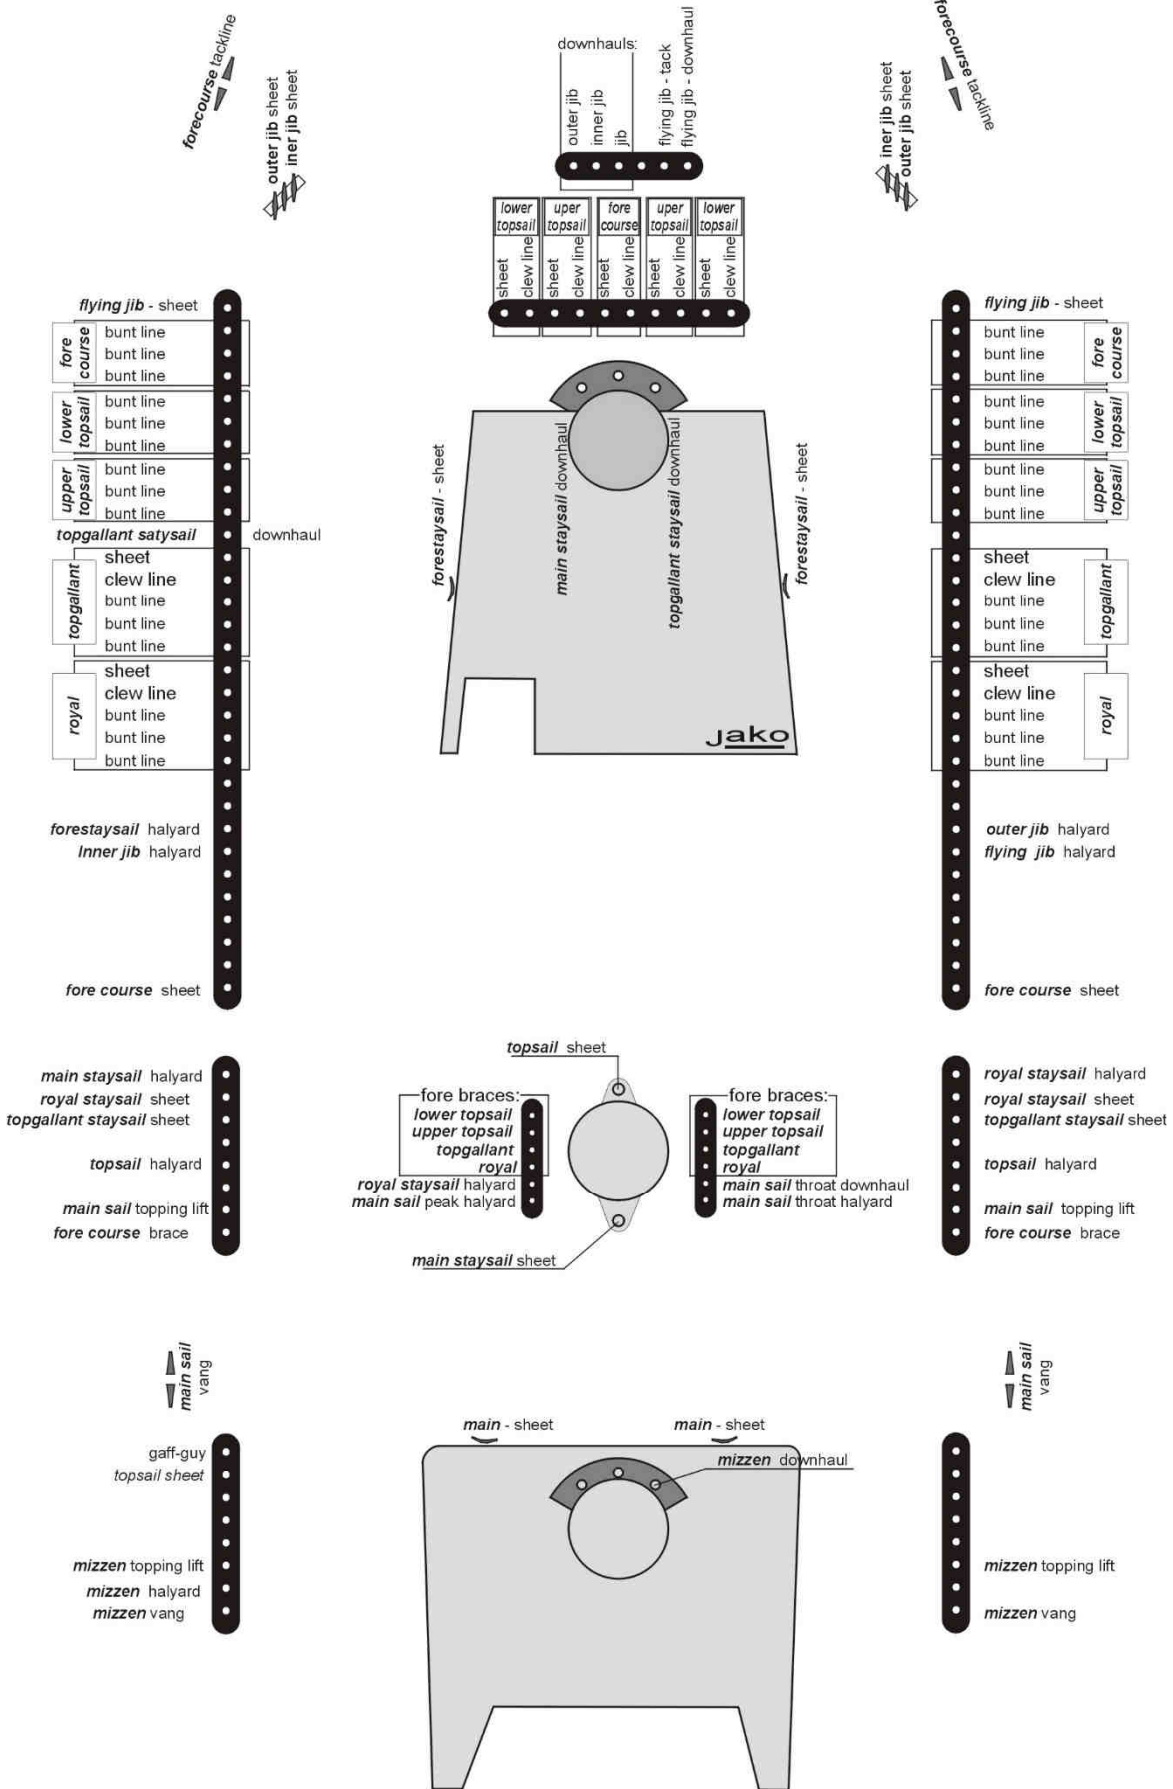 forecourse tackline
outer jib sheet
iner jib sheet
downhauls:
outer jib
inner jib
jib
flying jib - tack
flying jib - downhaul
forecourse tackline
iner jib sheet
outer jib sheet
lower topsail
uper topsail
fore course
uper topsail
lower topsail
sheet
clew line
sheet
clew line
sheet
clew line
sheet
clew line
sheet
clew line
flying jib - sheet
fore course
bunt line
bunt line
bunt line
lower topsail
bunt line
bunt line
bunt line
upper topsail
bunt line
bunt line
bunt line
topgallant satysail downhaul
topgallant
sheet
clew line
bunt line
bunt line
bunt line
royal
sheet
clew line
bunt line
bunt line
bunt line
forestaysail halyard
Inner jib halyard
fore course sheet
forestaysail - sheet
main staysail downhaul
topgallant staysail downhaul
forestaysail - sheet
jako
flying jib - sheet
bunt line
bunt line
bunt line
fore course
bunt line
bunt line
bunt line
lower topsail
bunt line
bunt line
bunt line
upper topsail
sheet
clew line
bunt line
bunt line
bunt line
topgallant
sheet
clew line
bunt line
bunt line
bunt line
royal
outer jib halyard
flying jib halyard
fore course sheet
main staysail halyard
royal staysail sheet
topgallant staysail sheet
topsail halyard
main sail topping lift
fore course brace
topsail sheet
fore braces:
lower topsail
upper topsail
topgallant
royal
royal staysail halyard
main sail peak halyard
main staysail sheet
fore braces:
lower topsail
upper topsail
topgallant
royal
main sail throat downhaul
main sail throat halyard
royal staysail halyard
royal staysail sheet
topgallant staysail sheet
topsail halyard
main sail topping lift
fore course brace
main sail
vang
main sail
vang
gaff-guy
topsail sheet
mizzen topping lift
mizzen halyard
mizzen vang
main - sheet
main - sheet
mizzen downhaul
mizzen topping lift
mizzen vang